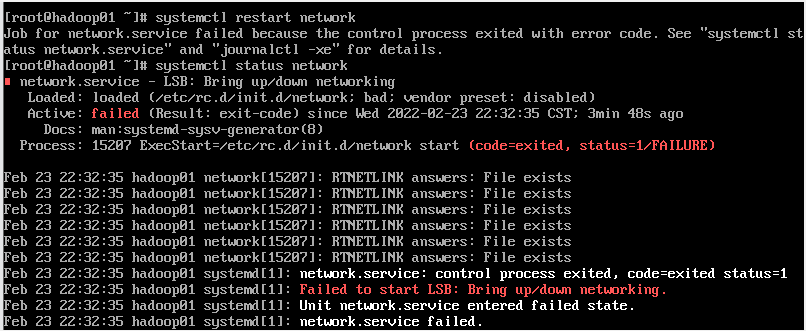 [root@hadoop01 ~]# systemctl restart network
Job for network.service failed because the control process exited with error code. See "systemctl st
atus network.service" and "journalctl -xe" for details.
[root@hadoop01 ~]# systemctl status network
network.service - LSB: Bring up/down networking
Loaded: loaded (/etc/rc.d/init.d/network; bad; vendor preset: disabled)
Active: failed (Result: exit-code) since Wed 2022-02-23 22:32:35 CST; 3min 48s ago
Docs: man:systemd-sysv-generator(8)
Process: 15207 ExecStart=/etc/rc.d/init.d/network start (code=exited, status=1/FAILURE)
Feb 23 22:32:35 hadoop01 network[15207]: RTNETLINK answers: File exists
Feb 23 22:32:35 hadoop01 network[15207]: RTNETLINK answers: File exists
Feb 23 22:32:35 hadoop01 network[15207]: RTNETLINK answers: File exists
Feb 23 22:32:35 hadoop01 network[15207]: RTNETLINK answers: File exists
Feb 23 22:32:35 hadoop01 network[15207]: RTNETLINK answers: File exists
Feb 23 22:32:35 hadoop01 network[15207]: RTNETLINK answers: File exists
Feb 23 22:32:35 hadoop01 systemd[1]: network.service: control process exited, code=exited status=1
Feb 23 22:32:35 hadoop01 systemd[1]: Failed to start LSB: Bring up/down networking.
Feb 23 22:32:35 hadoop01 systemd[1]: Unit network.service entered failed state.
Feb 23 22:32:35 hadoop01 systemd[1]: network.service failed.